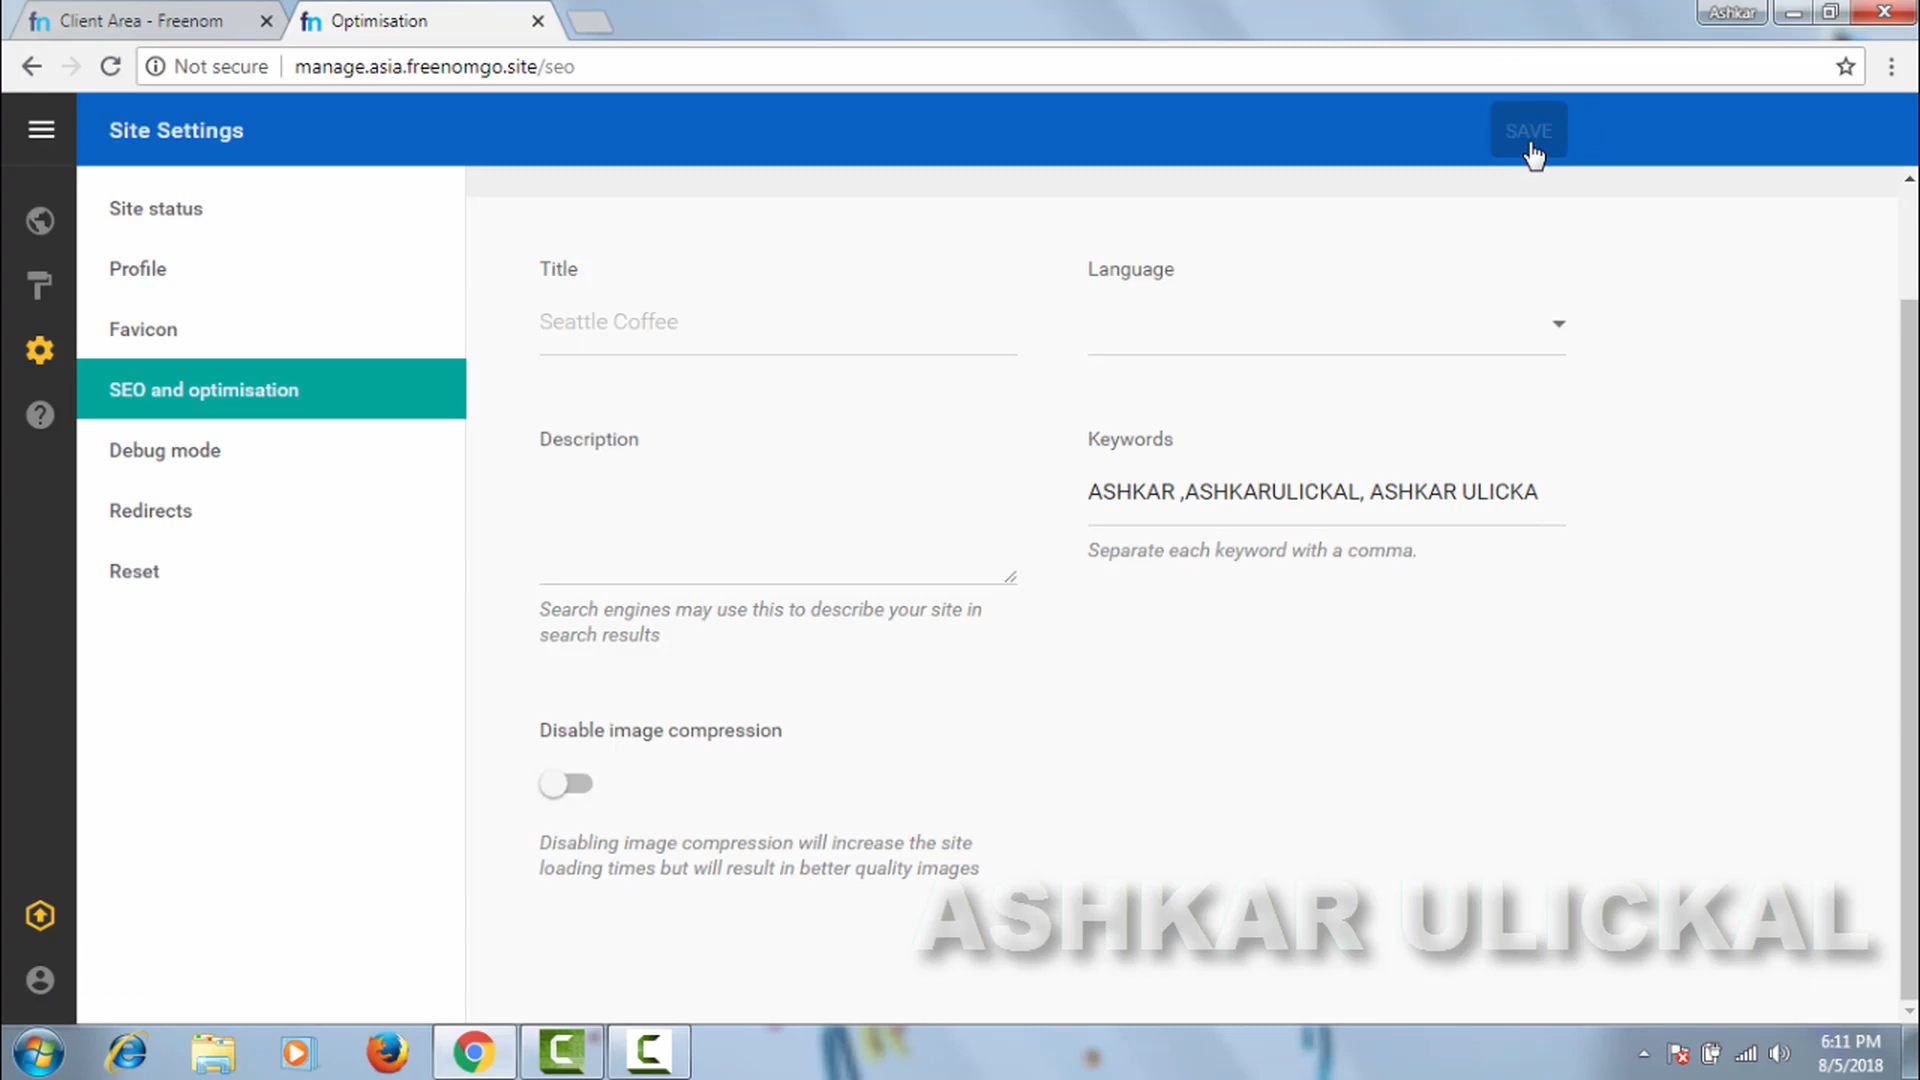 Client Area - Freenom
Optimisation
Ashkar
Not secure
manage.asia.freenomgo.site/seo
Site Settings
SAVE
Site status
Profile
Favicon
SEO and optimisation
Debug mode
Redirects
Reset
Title
Language
Seattle Coffee
Description
Keywords
ASHKAR ,ASHKARULICKAL, ASHKAR ULICKA
Separate each keyword with a comma.
Search engines may use this to describe your site in
search results
Disable image compression
Disabling image compression will increase the site
loading times but will result in better quality images
ASHKAR ULICKAL
6:11 PM
8/5/2018